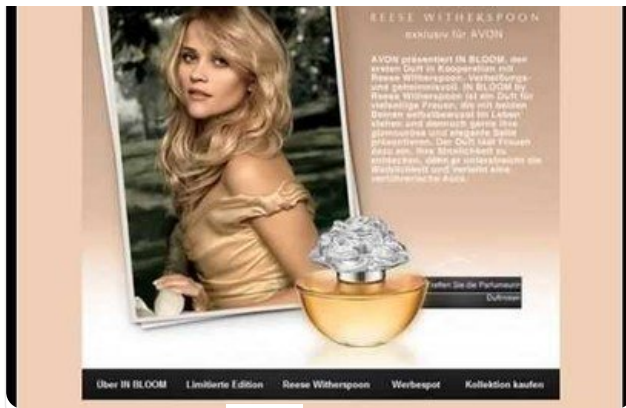 REESE WITHERSPOON
exklusiv für AVON
AVON präsentiert IN BLOOM, den
ersten Duft in Kooperation mit
Reese Witherspoon. Verheißungs-
und geheimnisvoll. IN BLOOM by
Reese Witherspoon ist ein Duft für
vielseitige Frauen, die mit beiden
Beinen selbstbewusst im Leben
stehen und dennoch gerne ihre
glamouröse und elegante Seite
präsentieren. Der Duft lädt Frauen
dazu ein, ihre Sinnlichkeit zu
entdecken, denn er unterstreicht die
Weiblichkeit und verleiht eine
verführerische Aura.
Treffen Sie die Parfumeurin
Duftnoten
Über IN BLOOM Limitierte Edition Reese Witherspoon Werbespot Kollektion kaufen